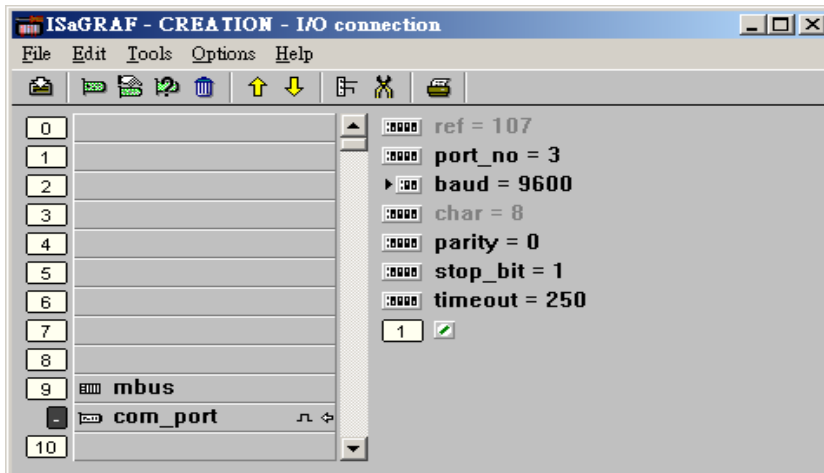 ISaGRAF - CREATION - I/O connection
File Edit Tools Options Help
0
1
2
3
4
5
6
7
8
9 mbus
- com_port
10
ref = 107
port_no = 3
baud = 9600
char = 8
parity = 0
stop_bit = 1
timeout = 250
1